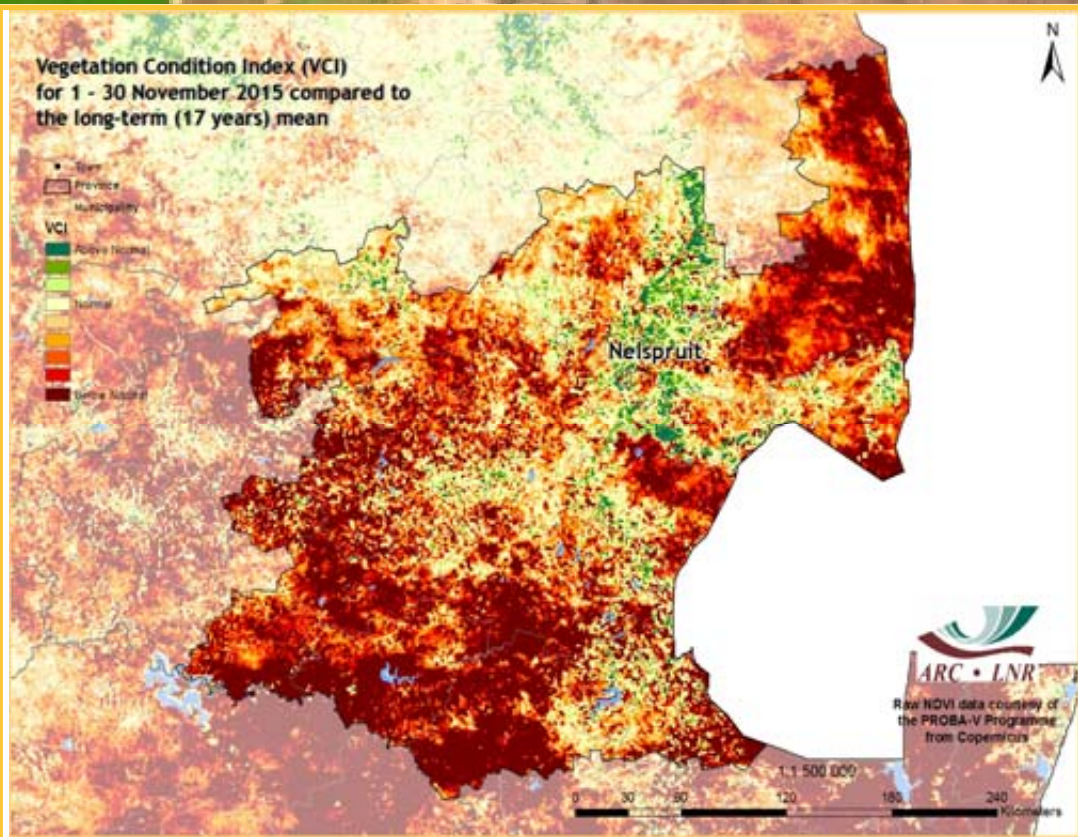 Vegetation Condition Index (VCI)
for 1 - 30 November 2015 compared to
the long-term (17 years) mean
N
Town
Province
Municipality
VCI
Above Normal
Normal
Below Normal
Nelspruit
ARC • LNR
Raw NDVI data courtesy of
the PROBA-V Programme
from Copernicus
1:1 500 000
0 30 60 120 180 240
Kilometers